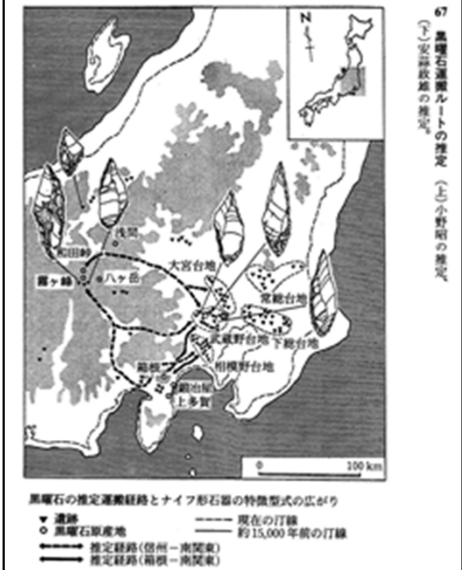 67 黒曜石運搬ルートの推定 (上)小野昭の推定、
(下)安蒜政雄の推定。
N
浅間
和田峠
霧ヶ峰
八ヶ岳
大宮台地
常総台地
武蔵野台地
下総台地
相模野台地
箱根
鍛冶屋
上多賀
0 100 km
黒曜石の推定運搬経路とナイフ形石器の特徴型式の広がり
遺跡
黒曜石原産地
現在の汀線
約15,000年前の汀線
推定経路(信州−南関東)
推定経路(箱根−南関東)